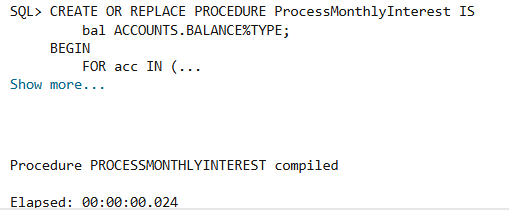 SQL> CREATE OR REPLACE PROCEDURE ProcessMonthlyInterest IS
bal ACCOUNTS.BALANCE%TYPE;
BEGIN
FOR acc IN (...
Show more...
Procedure PROCESSMONTHLYINTEREST compiled
Elapsed: 00:00:00.024